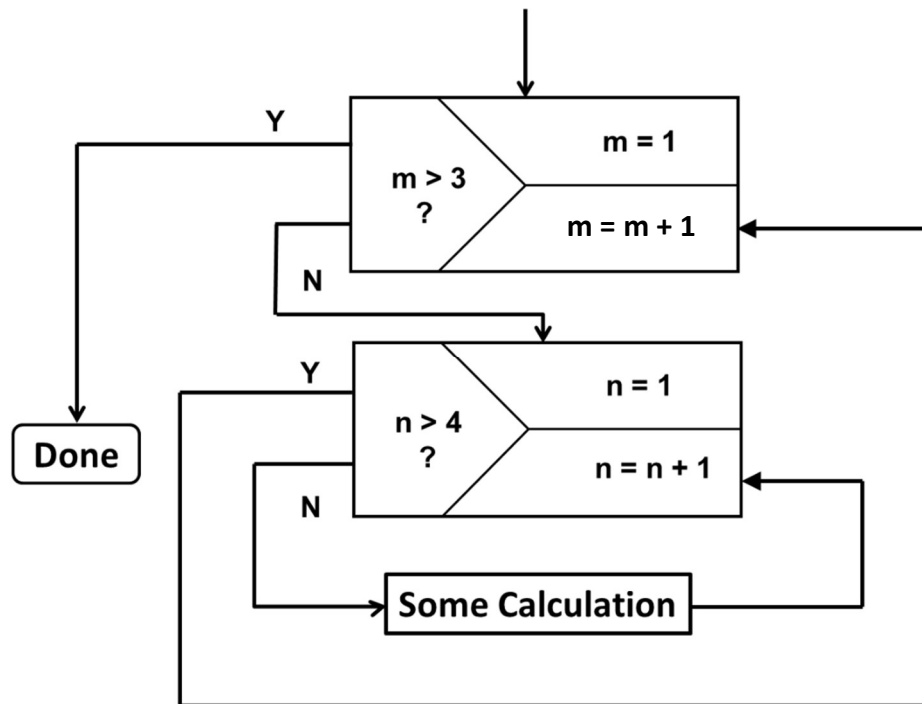 Y
m = 1
m > 3
?
m = m + 1
N
Y
n = 1
n > 4
?
Done
n = n + 1
N
Some Calculation